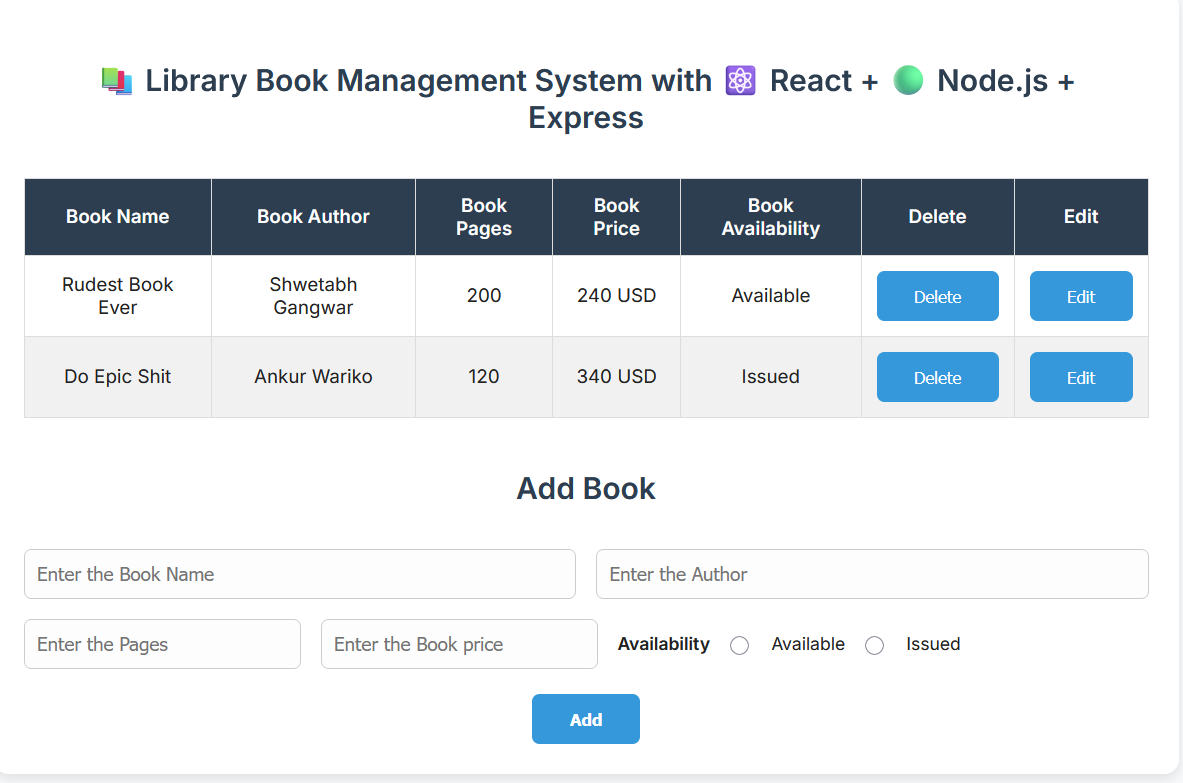 📚 Library Book Management System with ⚛️ React + 🟢 Node.js +
Express
Book Name Book Author Book Pages Book Price Book Availability Delete Edit
Rudest Book Ever Shwetabh Gangwar 200 240 USD Available Delete Edit
Do Epic Shit Ankur Wariko 120 340 USD Issued Delete Edit
Add Book
Enter the Book Name Enter the Author
Enter the Pages Enter the Book price Availability Available Issued
Add